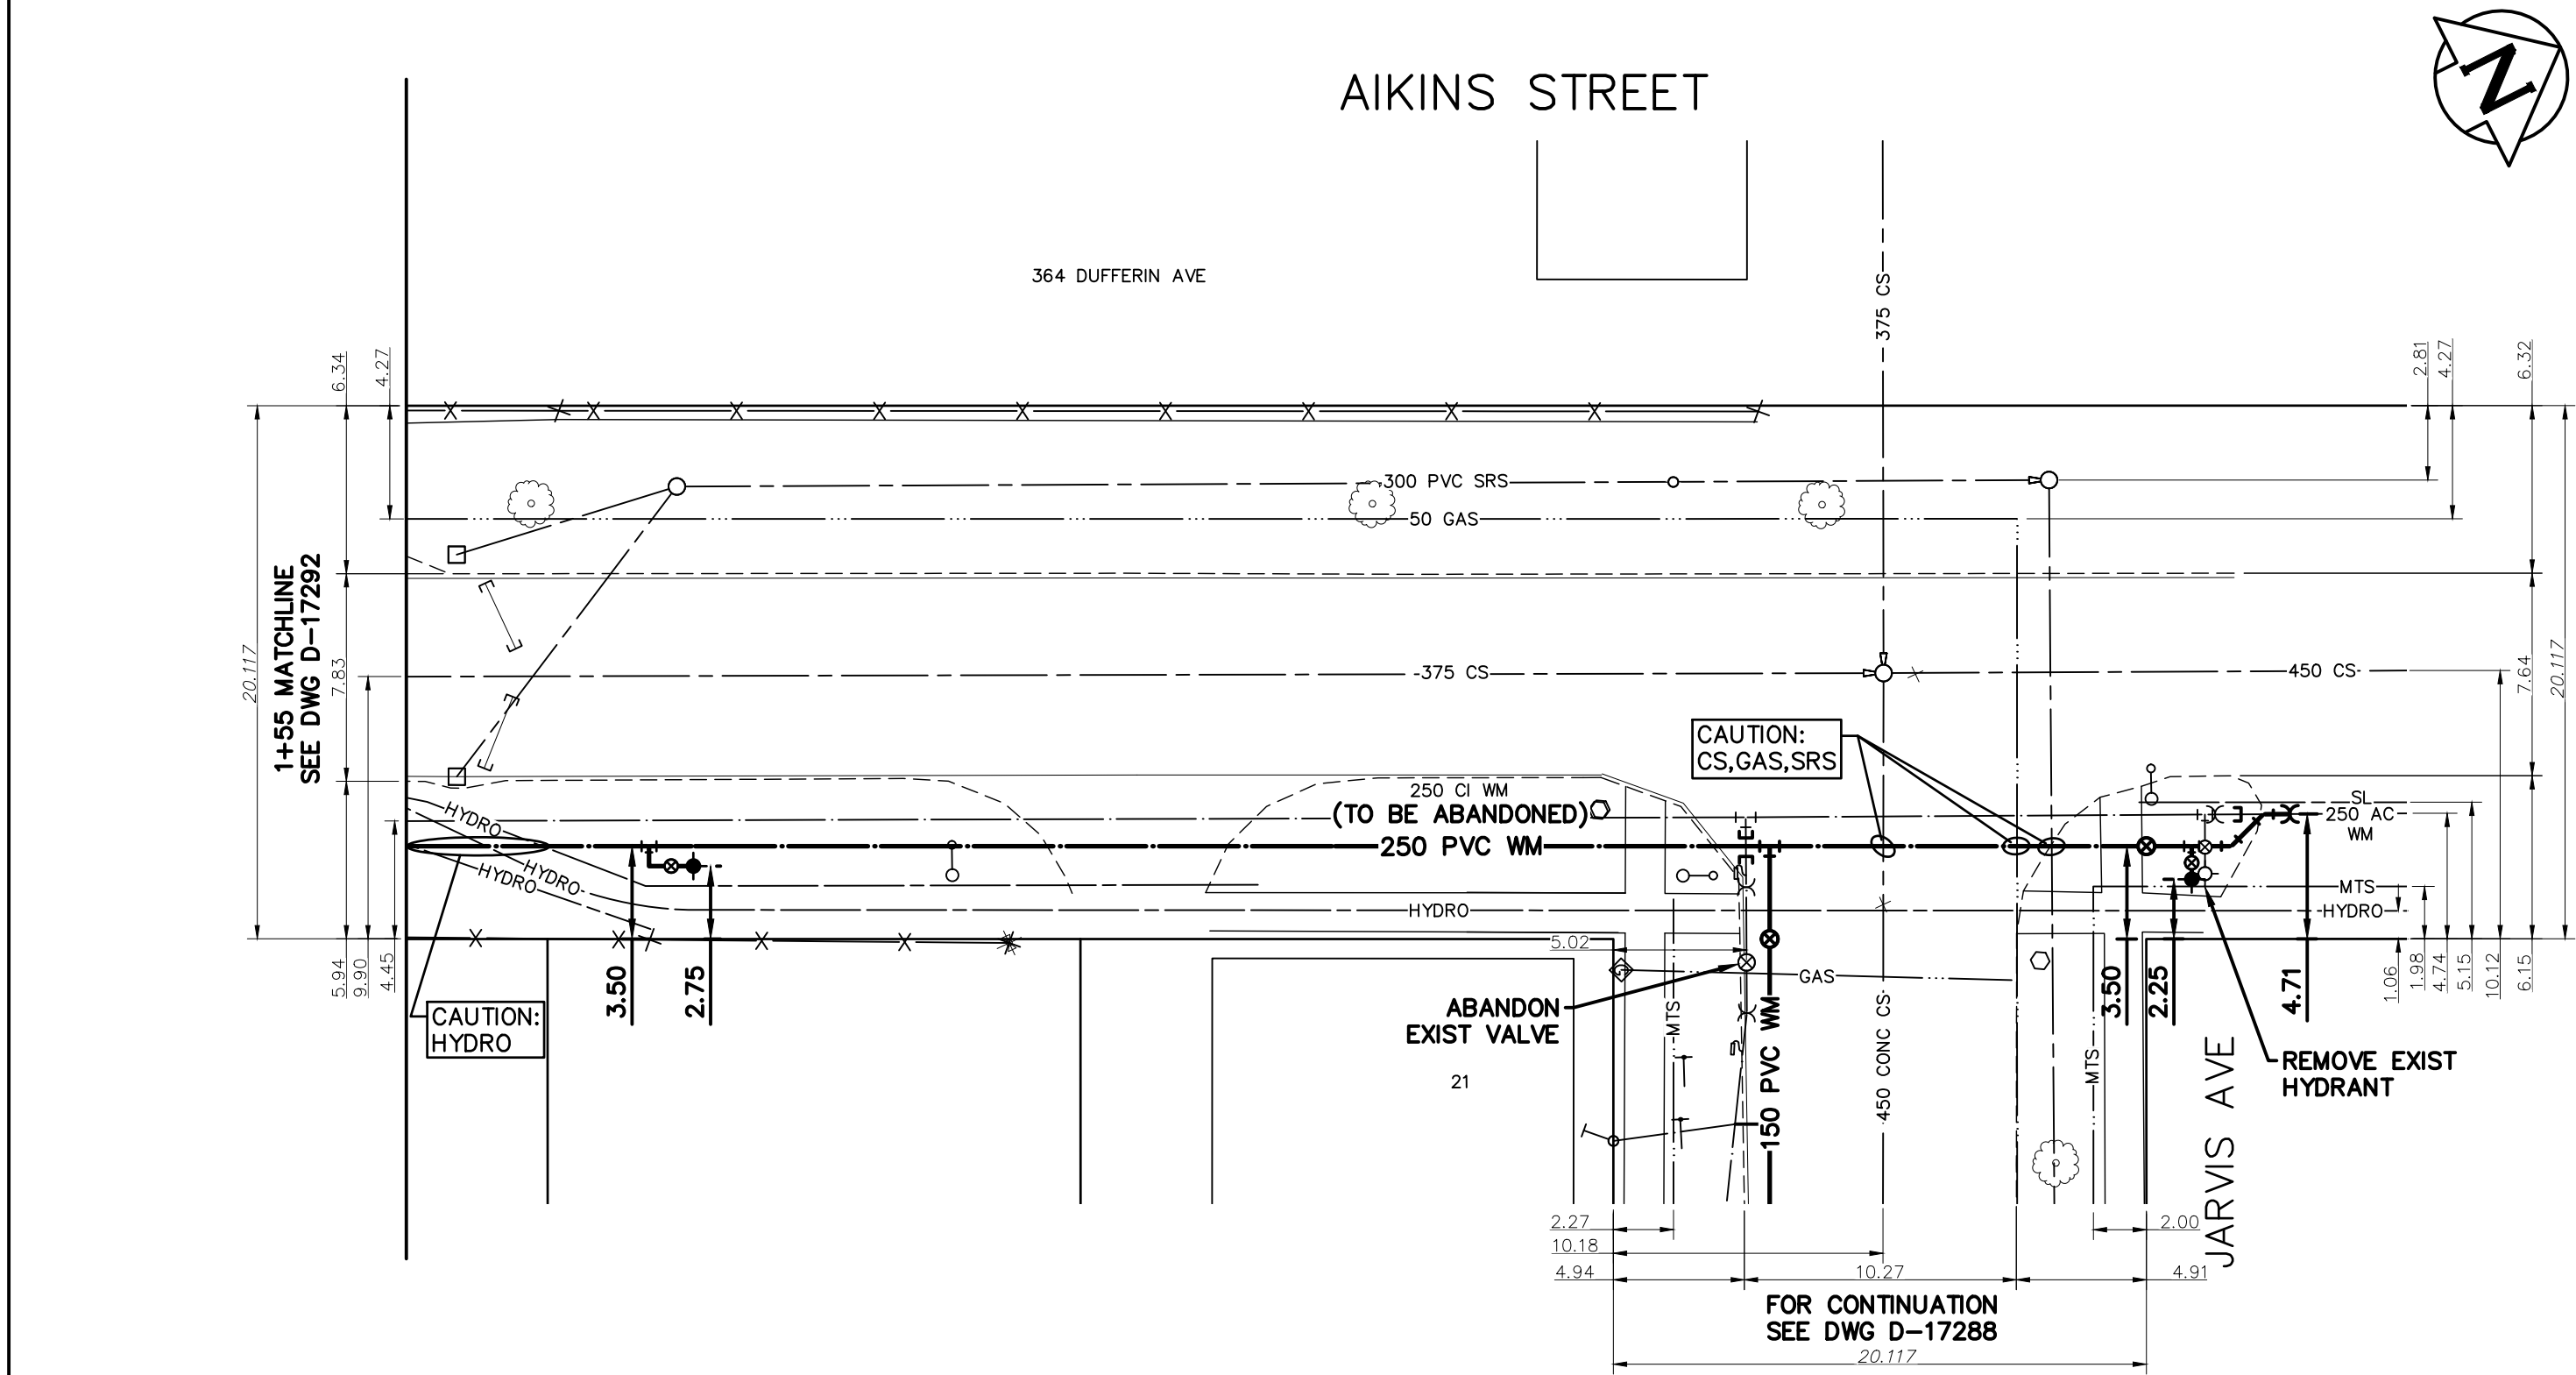 AIKINS STREET
N
364 DUFFERIN AVE
375 CS
6.34
4.27
2.81
4.27
6.32
300 PVC SRS
50 GAS
1+55 MATCHLINE
SEE DWG D-17292
20.117
7.83
7.64
20.117
375 CS
450 CS
CAUTION:
CS,GAS,SRS
250 CI WM
(TO BE ABANDONED)
250 PVC WM
HYDRO
HYDRO
HYDRO
HYDRO
SL
250 AC
WM
MTS
HYDRO
5.94
9.90
4.45
3.50
2.75
5.02
GAS
3.50
2.25
4.71
1.06
1.98
4.74
5.15
10.12
6.15
CAUTION:
HYDRO
ABANDON
EXIST VALVE
21
MTS
150 PVC WM
450 CONC CS
MTS
JARVIS AVE
REMOVE EXIST
HYDRANT
2.27
2.00
10.18
4.94
10.27
4.91
FOR CONTINUATION
SEE DWG D-17288
20.117